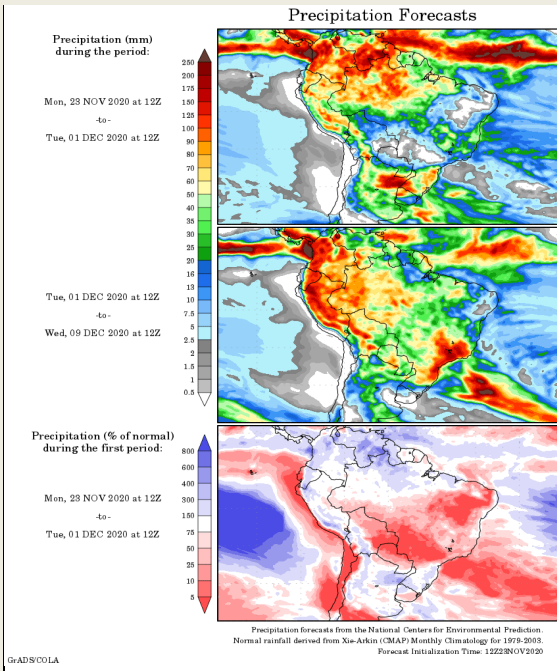 Precipitation Forecasts
Precipitation (mm)
during the period:
Mon, 23 NOV 2020 at 12Z
-to-
Tue, 01 DEC 2020 at 12Z
250
200
175
150
125
100
90
80
70
60
50
40
35
30
25
20
16
13
10
7.5
5
2.5
2
1.5
1
0.5
Tue, 01 DEC 2020 at 12Z
-to-
Wed, 09 DEC 2020 at 12Z
Precipitation (% of normal)
during the first period:
Mon, 23 NOV 2020 at 12Z
-to-
Tue, 01 DEC 2020 at 12Z
800
600
400
300
150
75
50
25
10
5
Precipitation forecasts from the National Centers for Environmental Prediction.
Normal rainfall derived from Xie-Arkin (CMAP) Monthly Climatology for 1979-2003.
Forecast Initialization Time: 12Z23NOV2020
GrADS/COLA